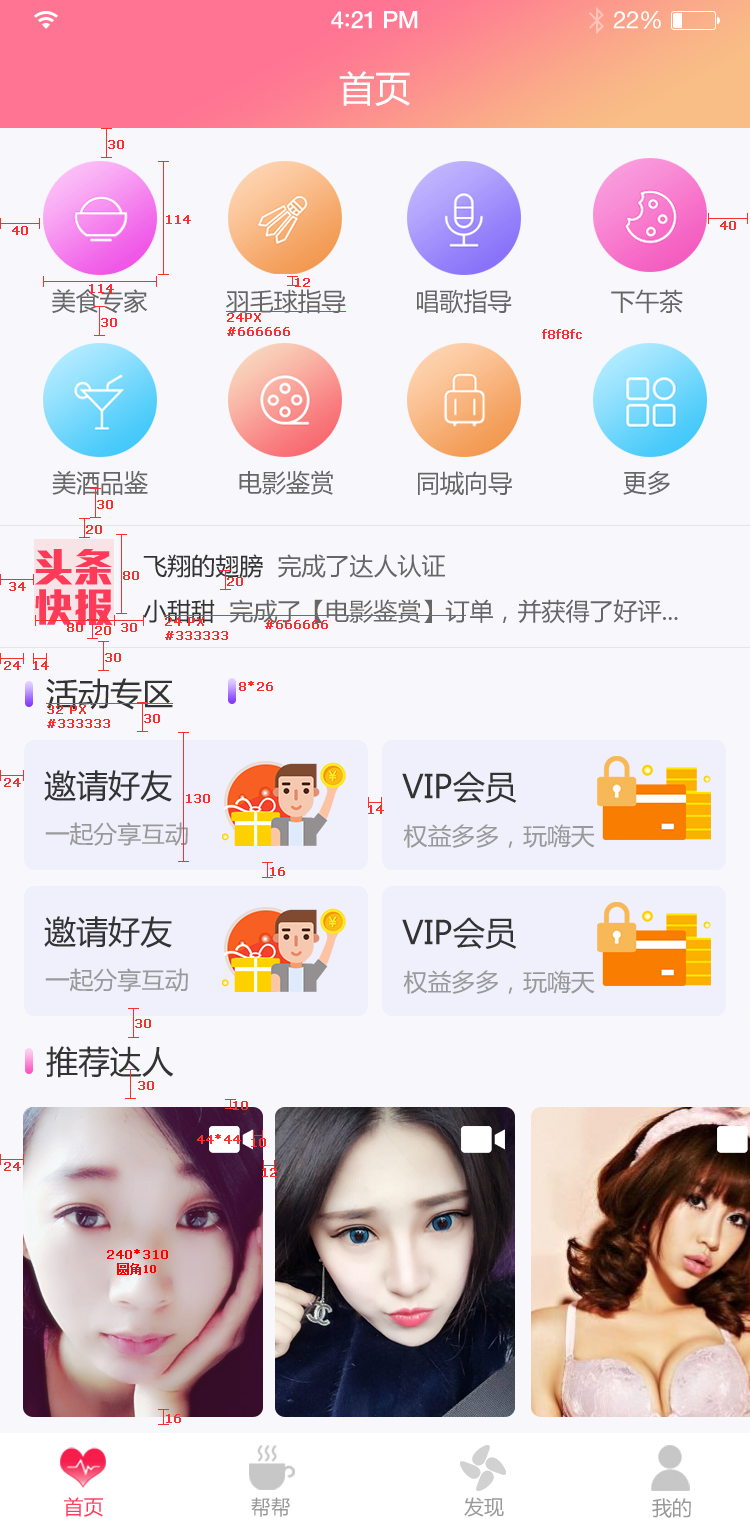 4:21 PM
22%
首页
30
40
114
40
114
12
美食专家
羽毛球指导
唱歌指导
下午茶
30
24PX
#666666
f8f8fc
美酒品鉴
电影鉴赏
同城向导
更多
30
20
头条
快报
飞翔的翅膀 完成了达人认证
34
80
20
小甜甜 完成了【电影鉴赏】订单，并获得了好评...
80
20
30
24 PX
#333333
#666666
24
14
30
活动专区
8*26
32 PX
#333333
30
邀请好友
一起分享互动
VIP会员
权益多多，玩嗨天
24
130
14
16
邀请好友
一起分享互动
VIP会员
权益多多，玩嗨天
30
推荐达人
30
10
44*44
10
24
12
240*310
圆角10
16
首页
帮帮
发现
我的